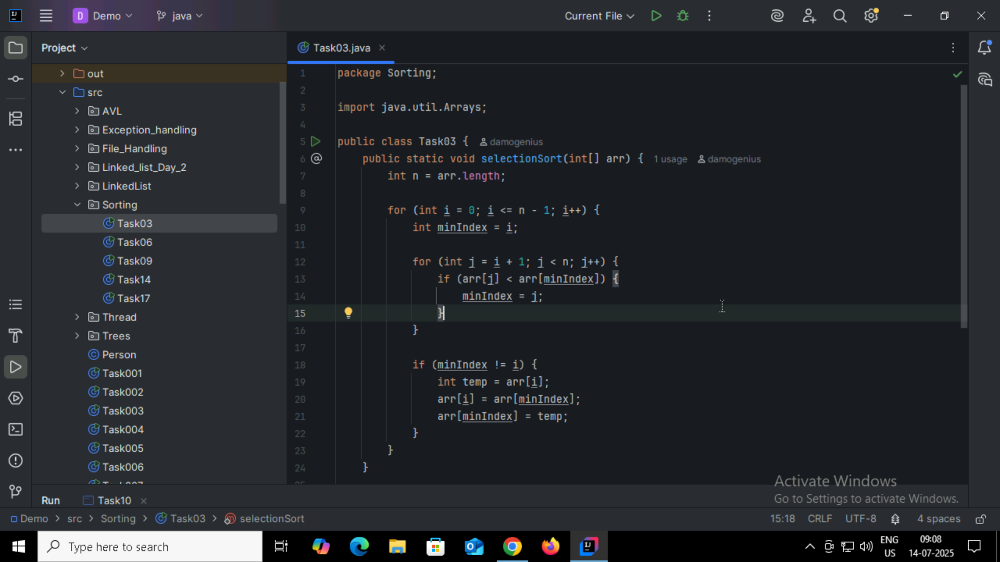 IJ
D Demo java Current File
Project Task03.java
out
src
AVL
Exception_handling
File_Handling
Linked_list_Day_2
LinkedList
Sorting
Task03
Task06
Task09
Task14
Task17
Thread
Trees
Person
Task001
Task002
Task003
Task004
Task005
Task006
1 package Sorting;
2
3 import java.util.Arrays;
4
5 public class Task03 { damogenius
6 @ public static void selectionSort(int[] arr) { 1 usage damogenius
7 int n = arr.length;
8
9 for (int i = 0; i <= n - 1; i++) {
10 int minIndex = i;
11
12 for (int j = i + 1; j < n; j++) {
13 if (arr[j] < arr[minIndex]) {
14 minIndex = j;
15 }
16 }
17
18 if (minIndex != i) {
19 int temp = arr[i];
20 arr[i] = arr[minIndex];
21 arr[minIndex] = temp;
22 }
23 }
24 }
Activate Windows
Go to Settings to activate Windows.
Run Task10
Demo > src > Sorting > Task03 > selectionSort 15:18 CRLF UTF-8 4 spaces
Type here to search
ENG
US
09:08
14-07-2025